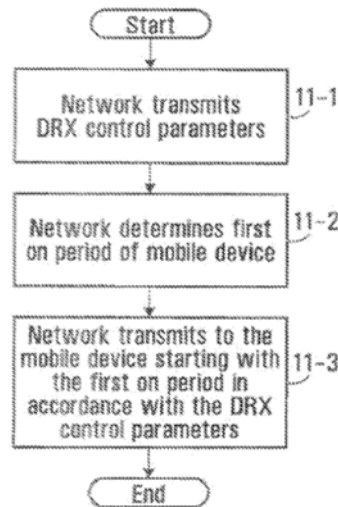 Start
Network transmits
DRX control parameters
11-1
Network determines first
on period of mobile device
11-2
Network transmits to the
mobile device starting with
the first on period in
accordance with the DRX
control parameters
11-3
End